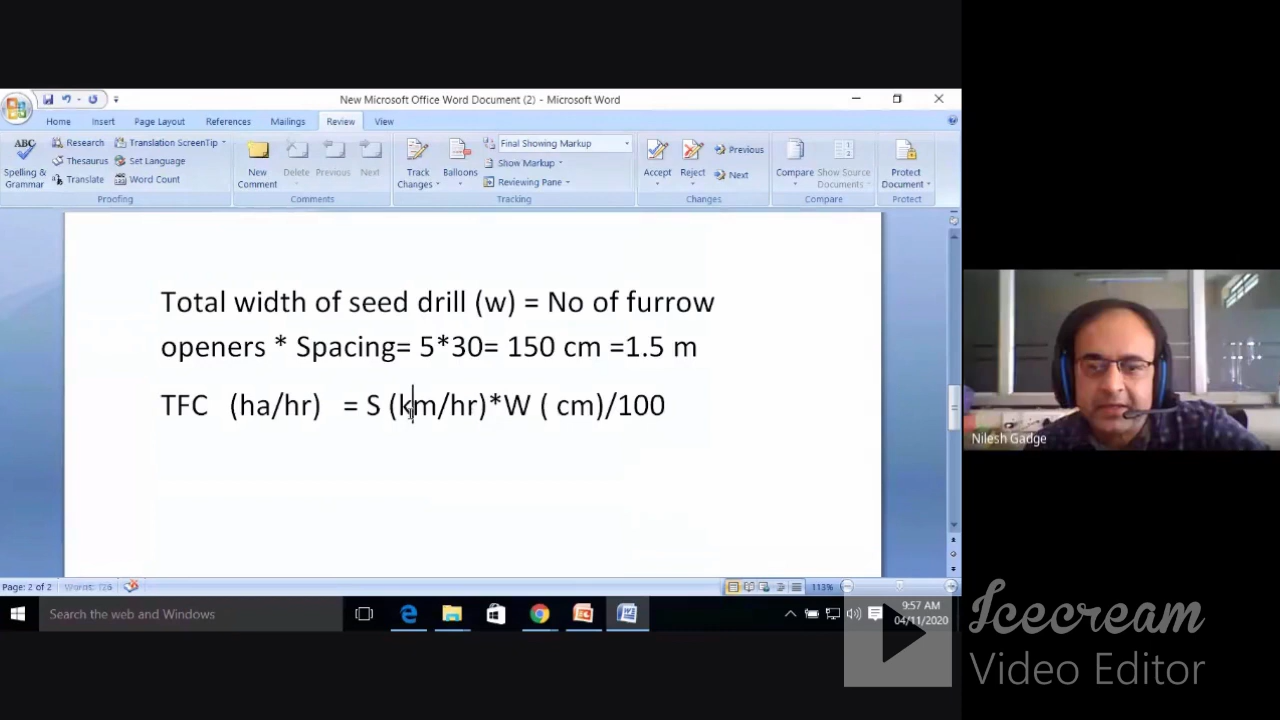 New Microsoft Office Word Document (2) - Microsoft Word
Home Insert Page Layout References Mailings Review View
ABC Spelling & Grammar Research Thesaurus Translate Translation ScreenTip Set Language Word Count Proofing
New Comment Delete Previous Next Comments
Track Changes Balloons Final Showing Markup Show Markup Reviewing Pane Tracking
Accept Reject Previous Next Changes
Compare Show Source Documents Compare
Protect Document Protect
Total width of seed drill (w) = No of furrow
openers * Spacing= 5*30= 150 cm =1.5 m
TFC (ha/hr) = S (km/hr)*W ( cm)/100
Nilesh Gadge
Page: 2 of 2 Words: 126 113%
Search the web and Windows
9:57 AM
04/11/2020
Icecream
Video Editor